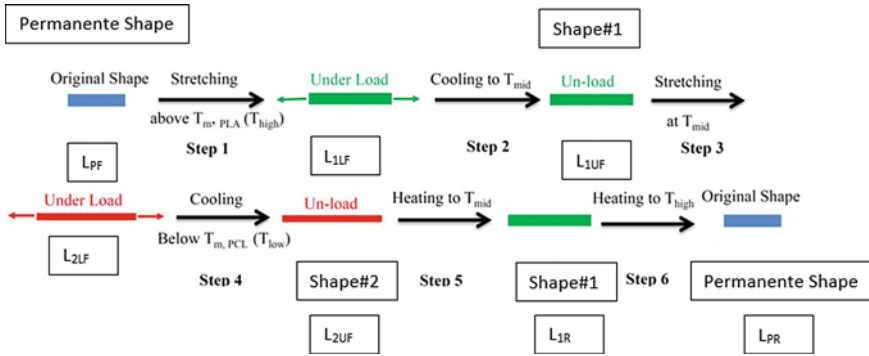 Permanente Shape
Shape#1
Original Shape
Stretching
above Tm, PLA (Thigh)
Step 1
Under Load
Cooling to Tmid
Step 2
Un-load
Stretching
at Tmid
Step 3
LPF
L1LF
L1UF
Under Load
Cooling
Below Tm, PCL (Tlow)
Step 4
Un-load
Heating to Tmid
Step 5
Heating to Thigh
Step 6
Original Shape
L2LF
Shape#2
Shape#1
Permanente Shape
L2UF
L1R
LPR